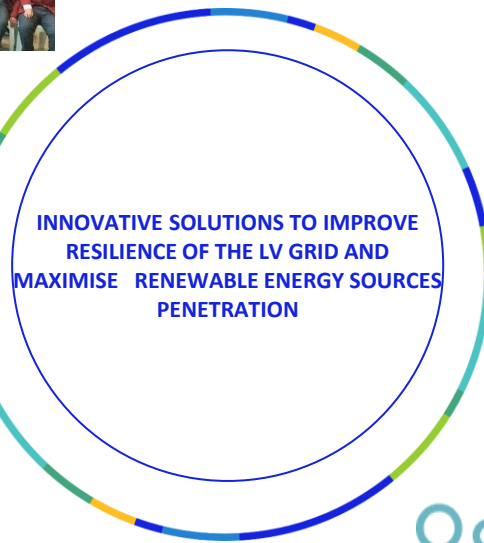 INNOVATIVE SOLUTIONS TO IMPROVE
RESILIENCE OF THE LV GRID AND
MAXIMISE   RENEWABLE ENERGY SOURCES
PENETRATION